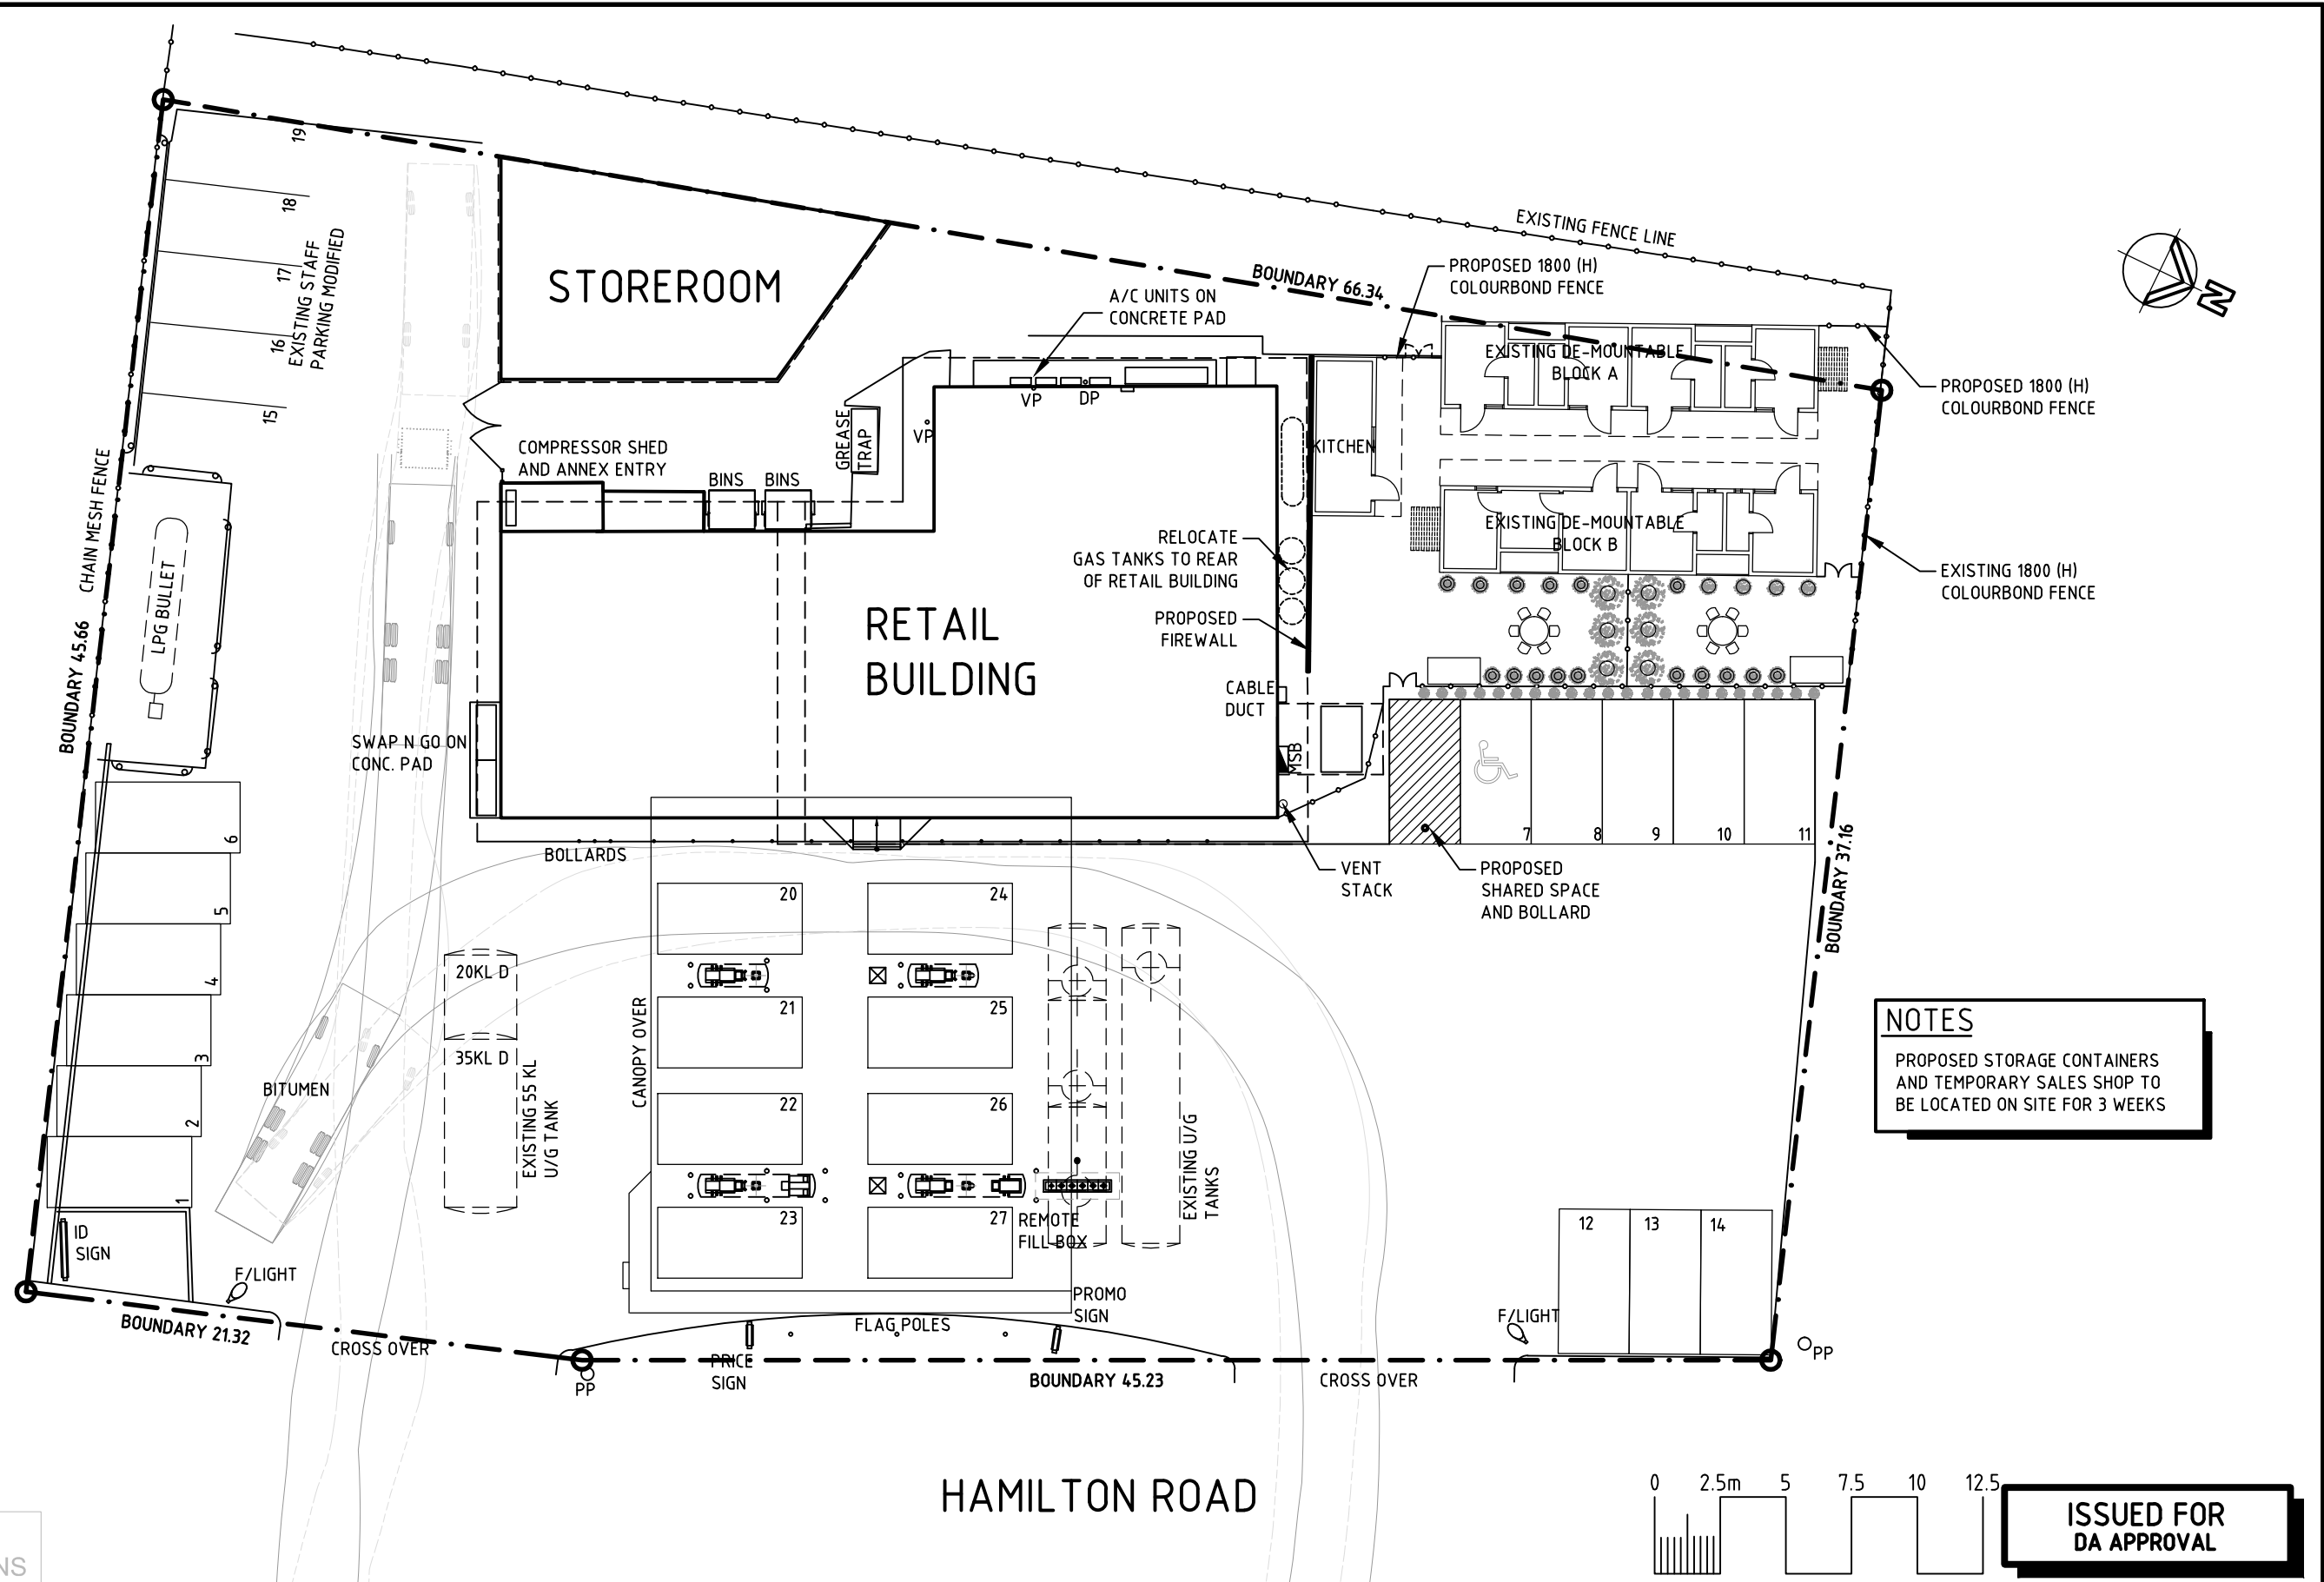 19
18
17
16
15
EXISTING STAFF
PARKING MODIFIED
STOREROOM
EXISTING FENCE LINE
BOUNDARY 66.34
PROPOSED 1800 (H)
COLOURBOND FENCE
A/C UNITS ON
CONCRETE PAD
N
EXISTING DE-MOUNTABLE
BLOCK A
PROPOSED 1800 (H)
COLOURBOND FENCE
VP
DP
VP
GREASE
TRAP
KITCHEN
COMPRESSOR SHED
AND ANNEX ENTRY
BINS
BINS
CHAIN MESH FENCE
LPG BULLET
BOUNDARY 45.66
EXISTING DE-MOUNTABLE
BLOCK B
RELOCATE
GAS TANKS TO REAR
OF RETAIL BUILDING
EXISTING 1800 (H)
COLOURBOND FENCE
RETAIL
BUILDING
PROPOSED
FIREWALL
CABLE
DUCT
MSB
SWAP N GO ON
CONC. PAD
6
5
4
3
2
1
BOLLARDS
7
8
9
10
11
BOUNDARY 37.16
VENT
STACK
PROPOSED
SHARED SPACE
AND BOLLARD
20
24
21
25
22
26
23
27
CANOPY OVER
20KL D
35KL D
EXISTING 55 KL
U/G TANK
BITUMEN
EXISTING U/G
TANKS
REMOTE
FILL BOX
NOTES
PROPOSED STORAGE CONTAINERS
AND TEMPORARY SALES SHOP TO
BE LOCATED ON SITE FOR 3 WEEKS
12
13
14
ID
SIGN
F/LIGHT
BOUNDARY 21.32
CROSS OVER
PP
PRICE
SIGN
FLAG POLES
PROMO
SIGN
BOUNDARY 45.23
CROSS OVER
F/LIGHT
PP
HAMILTON ROAD
0 2.5m 5 7.5 10 12.5
ISSUED FOR
DA APPROVAL
NS